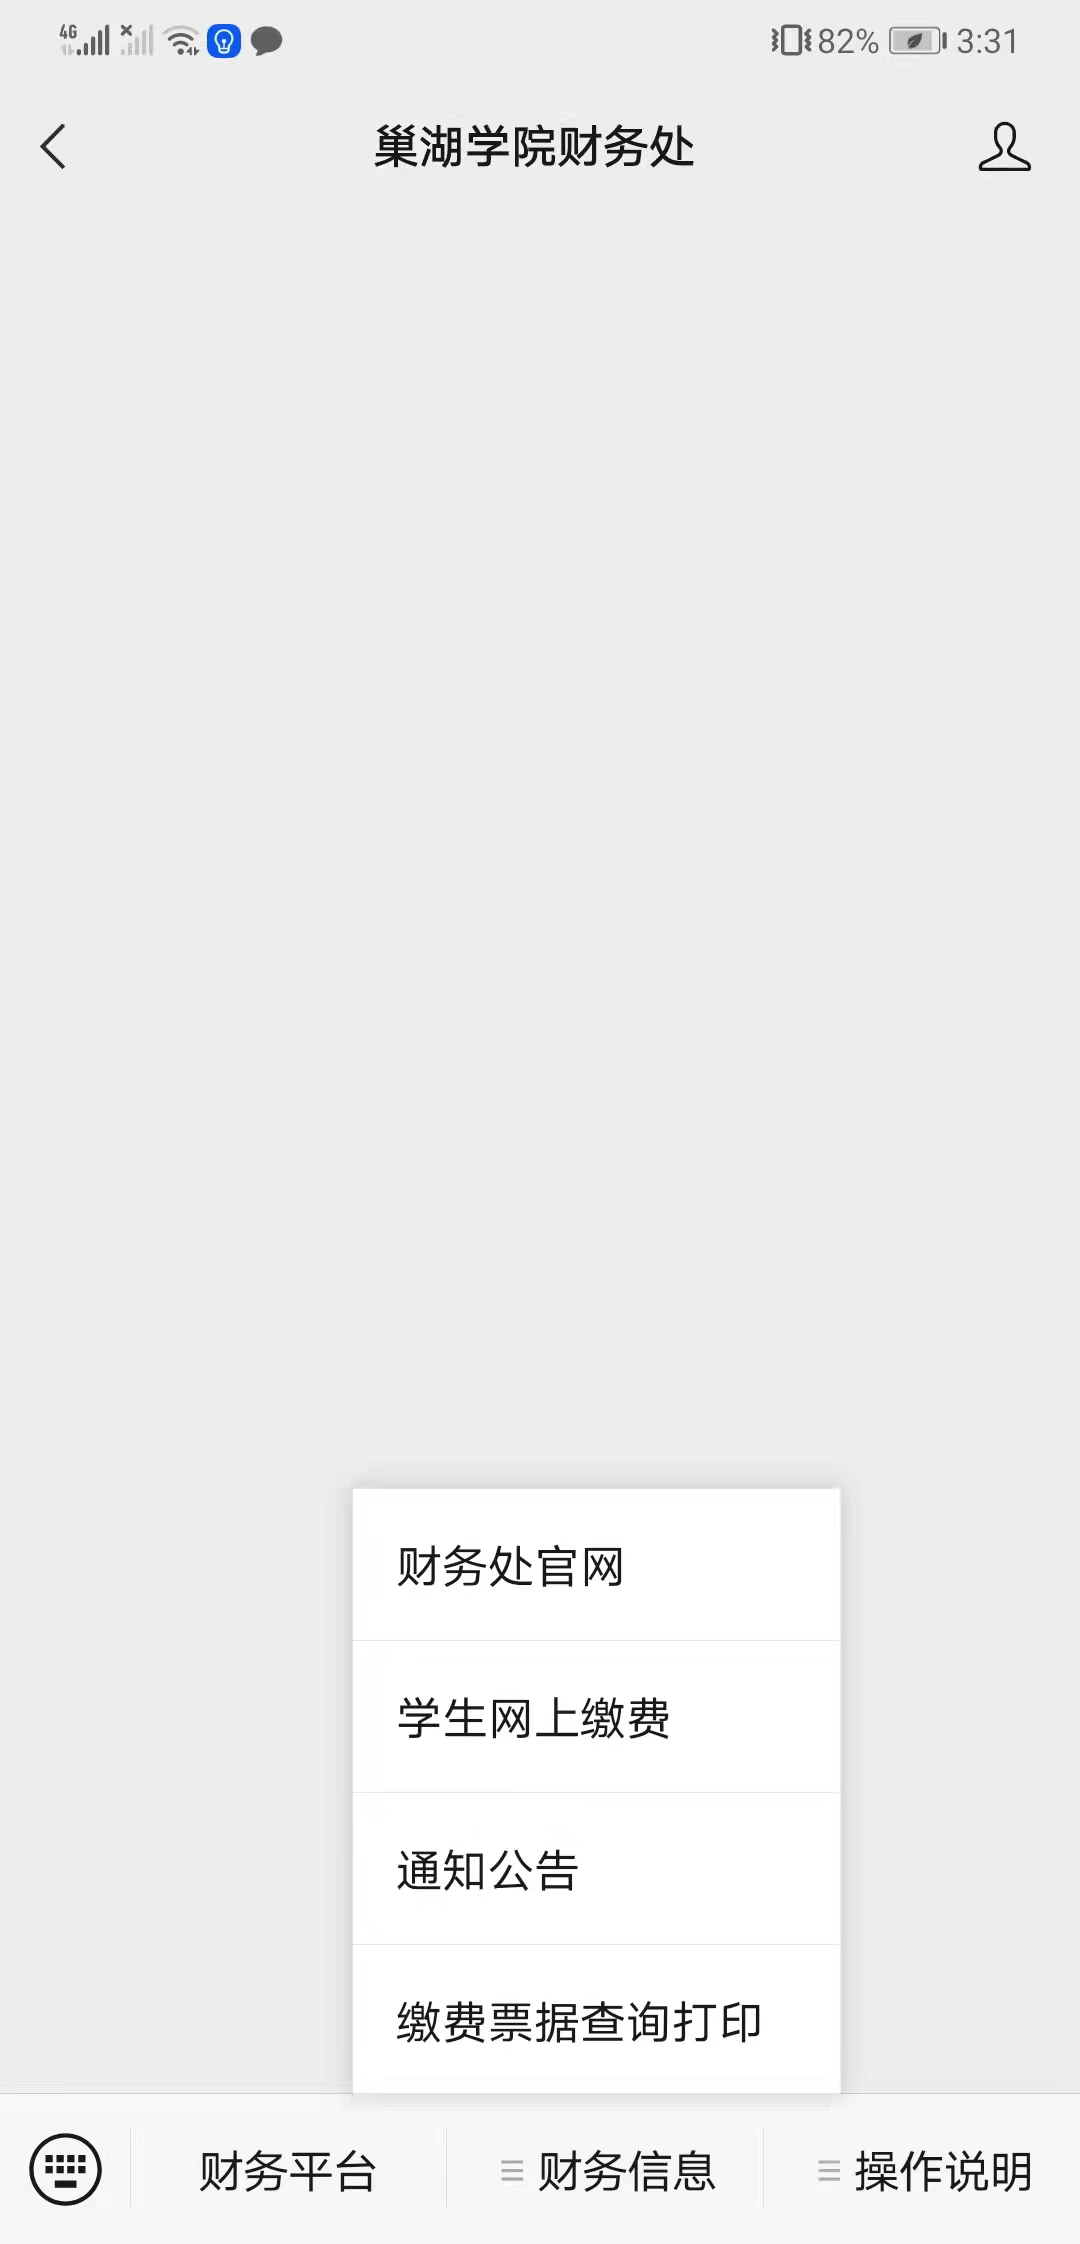 4G 82% 3:31
巢湖学院财务处
财务处官网
学生网上缴费
通知公告
缴费票据查询打印
财务平台 财务信息 操作说明